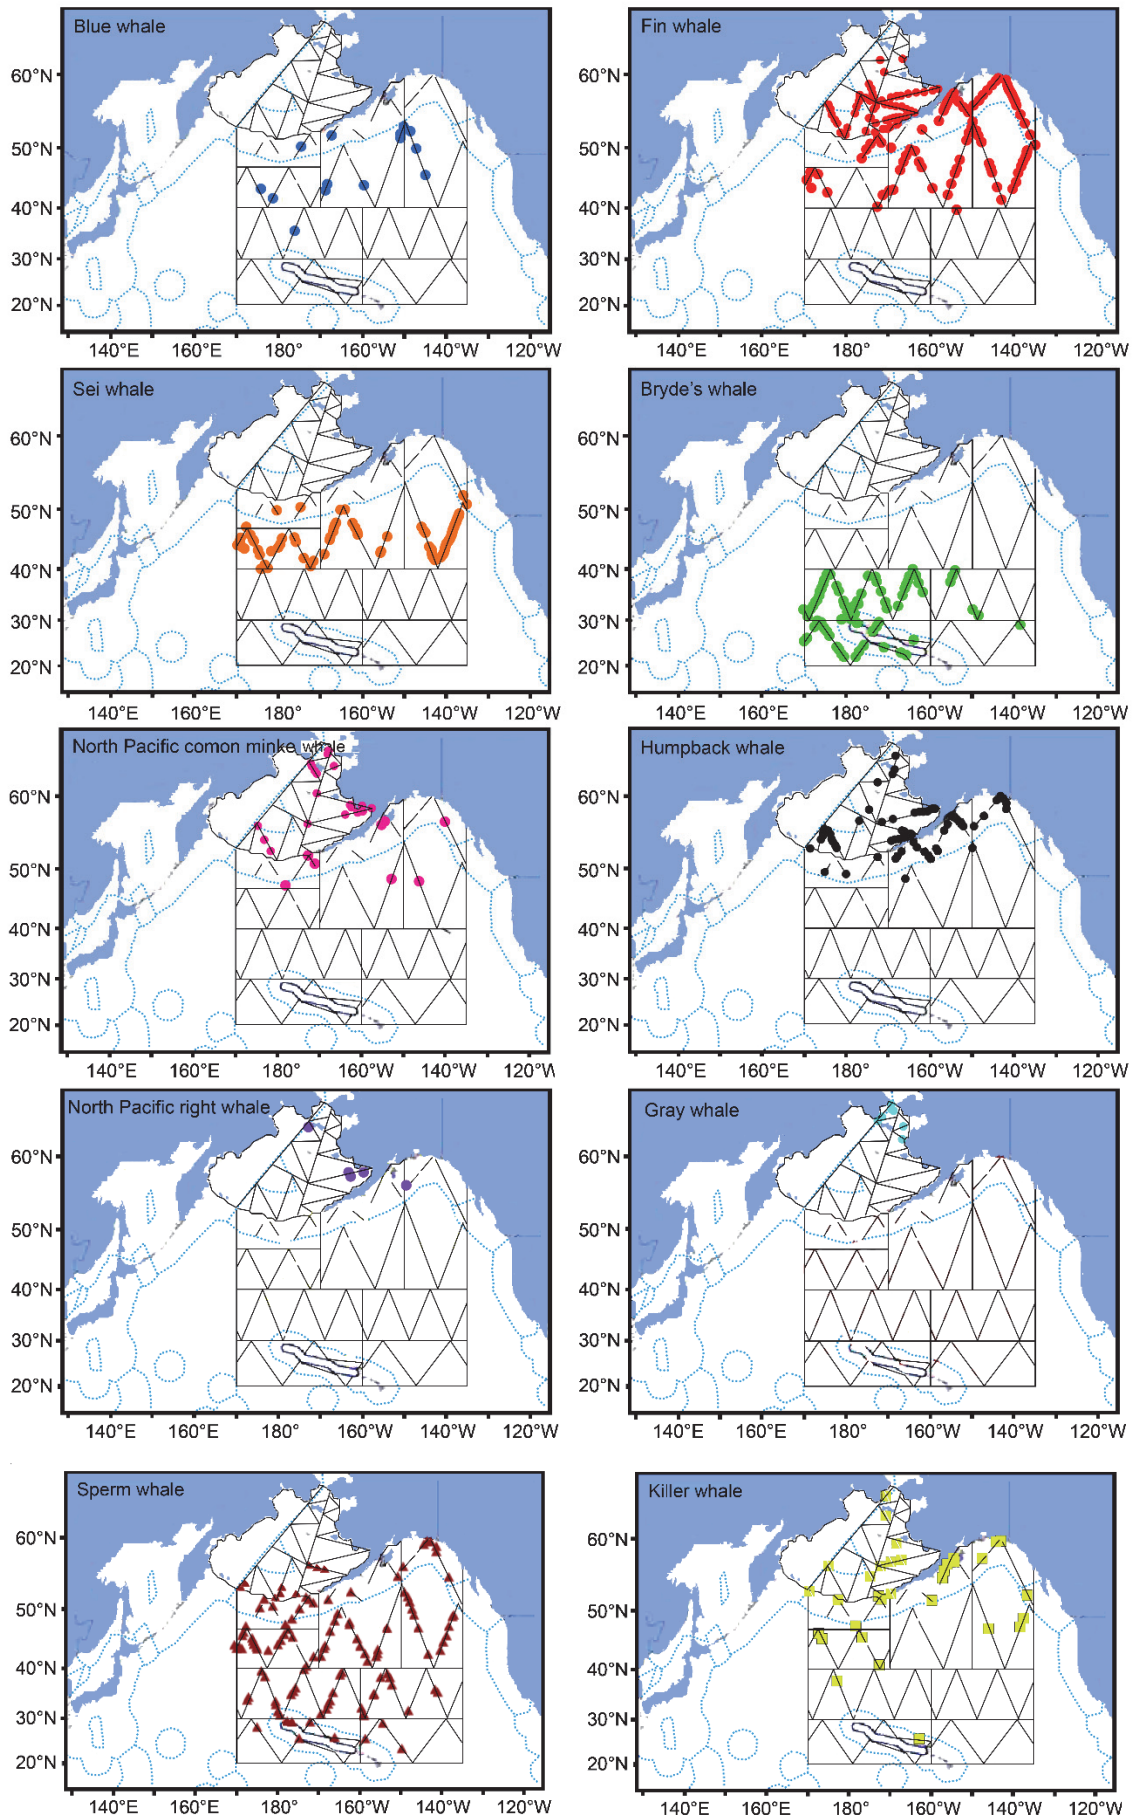 Blue whale
Fin whale
60°N
60°N
50°N
50°N
40°N
40°N
30°N
30°N
20°N
20°N
140°E 160°E 180° 160°W 140°W 120°W
140°E 160°E 180° 160°W 140°W 120°W
Sei whale
Bryde's whale
60°N
60°N
50°N
50°N
40°N
40°N
30°N
30°N
20°N
20°N
140°E 160°E 180° 160°W 140°W 120°W
140°E 160°E 180° 160°W 140°W 120°W
North Pacific comon minke whale
Humpback whale
60°N
60°N
50°N
50°N
40°N
40°N
30°N
30°N
20°N
20°N
140°E 160°E 180° 160°W 140°W 120°W
140°E 160°E 180° 160°W 140°W 120°W
North Pacific right whale
Gray whale
60°N
60°N
50°N
50°N
40°N
40°N
30°N
30°N
20°N
20°N
140°E 160°E 180° 160°W 140°W 120°W
140°E 160°E 180° 160°W 140°W 120°W
Sperm whale
Killer whale
60°N
60°N
50°N
50°N
40°N
40°N
30°N
30°N
20°N
20°N
140°E 160°E 180° 160°W 140°W 120°W
140°E 160°E 180° 160°W 140°W 120°W